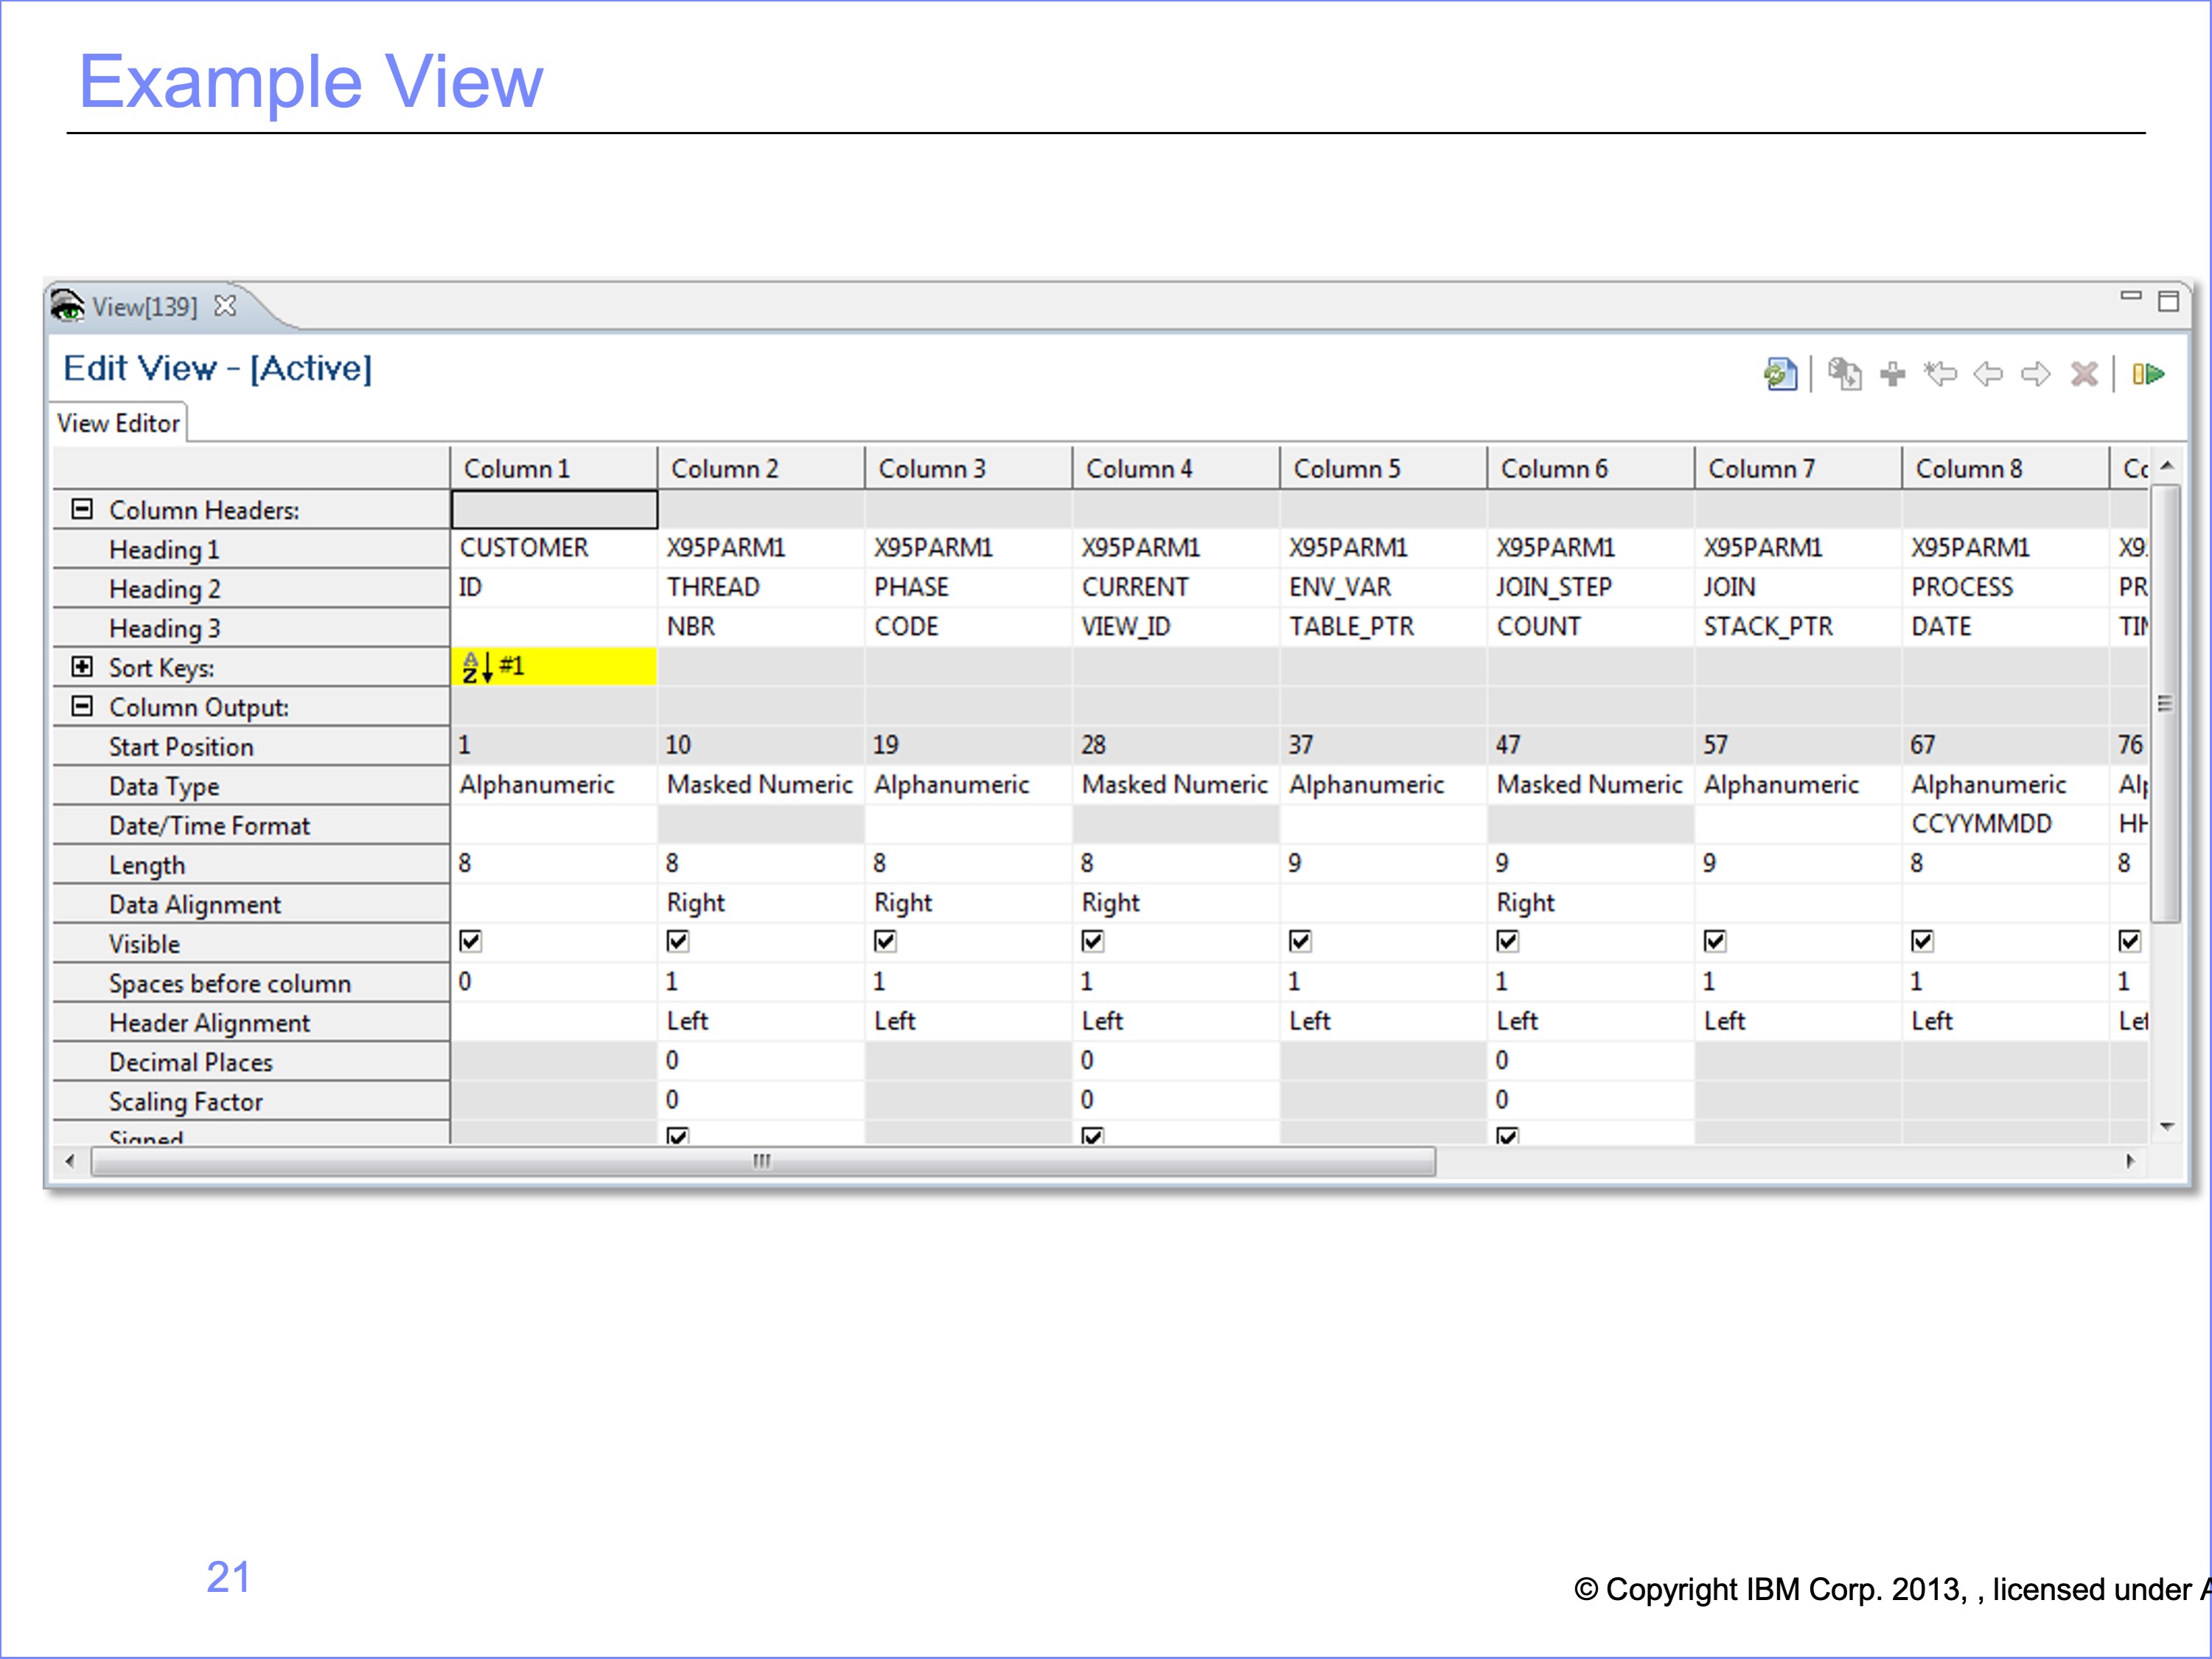 Example View
View[139]
Edit View - [Active]
View Editor
Column 1 Column 2 Column 3 Column 4 Column 5 Column 6 Column 7 Column 8 Cc
Column Headers:
Heading 1 CUSTOMER X95PARM1 X95PARM1 X95PARM1 X95PARM1 X95PARM1 X95PARM1 X95PARM1 X9
Heading 2 ID THREAD PHASE CURRENT ENV_VAR JOIN_STEP JOIN PROCESS PR
Heading 3 NBR CODE VIEW_ID TABLE_PTR COUNT STACK_PTR DATE TI
Sort Keys: #1
Column Output:
Start Position 1 10 19 28 37 47 57 67 76
Data Type Alphanumeric Masked Numeric Alphanumeric Masked Numeric Alphanumeric Masked Numeric Alphanumeric Alphanumeric Al
Date/Time Format CCYYMMDD HH
Length 8 8 8 8 9 9 9 8 8
Data Alignment Right Right Right Right
Visible
Spaces before column 0 1 1 1 1 1 1 1 1
Header Alignment Left Left Left Left Left Left Left Le
Decimal Places 0 0 0
Scaling Factor 0 0 0
Signed
21
© Copyright IBM Corp. 2013, , licensed under A